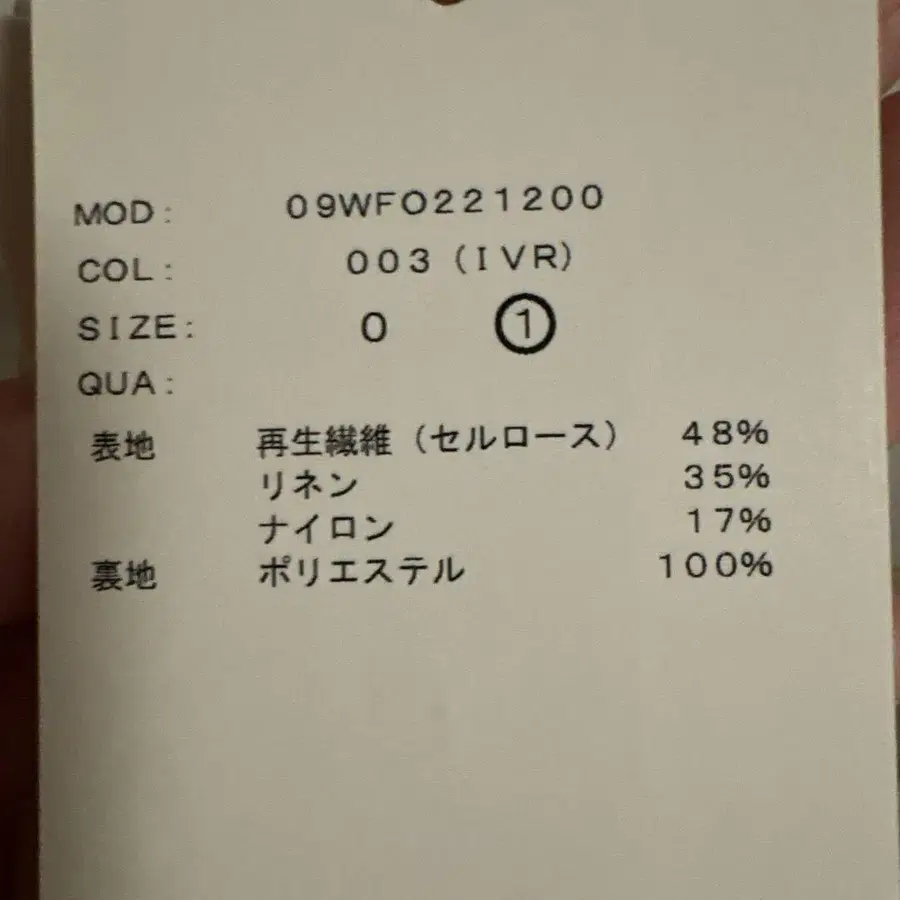 MOD: 09WFO221200
COL: 003 (IVR)
SIZE: 0 ①
QUA:
表地 再生繊維（セルロース） 48%
リネン 35%
ナイロン 17%
裏地 ポリエステル 100%